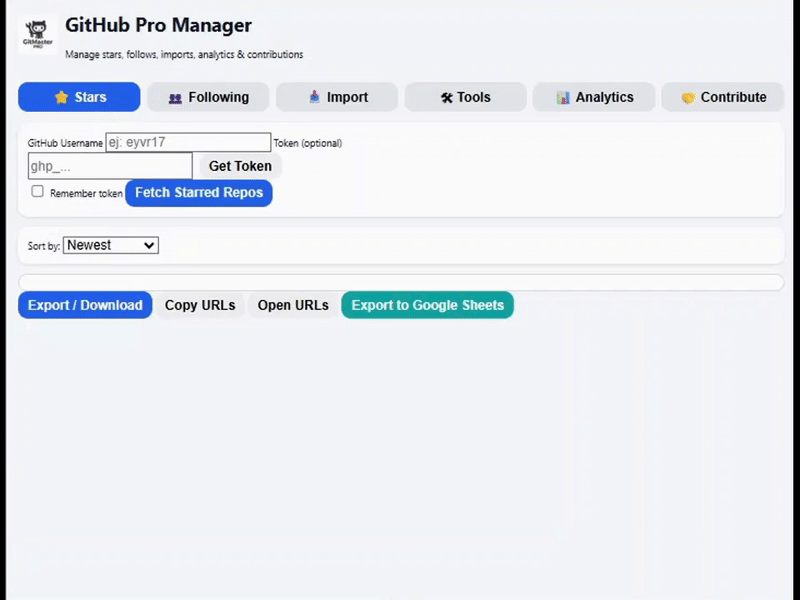 GitHub Pro Manager
GitMaster
PRO
Manage stars, follows, imports, analytics & contributions
Stars
Following
Import
Tools
Analytics
Contribute
GitHub Username ej: eyvr17 Token (optional)
ghp_... Get Token
Remember token Fetch Starred Repos
Sort by: Newest
Export / Download Copy URLs Open URLs Export to Google Sheets